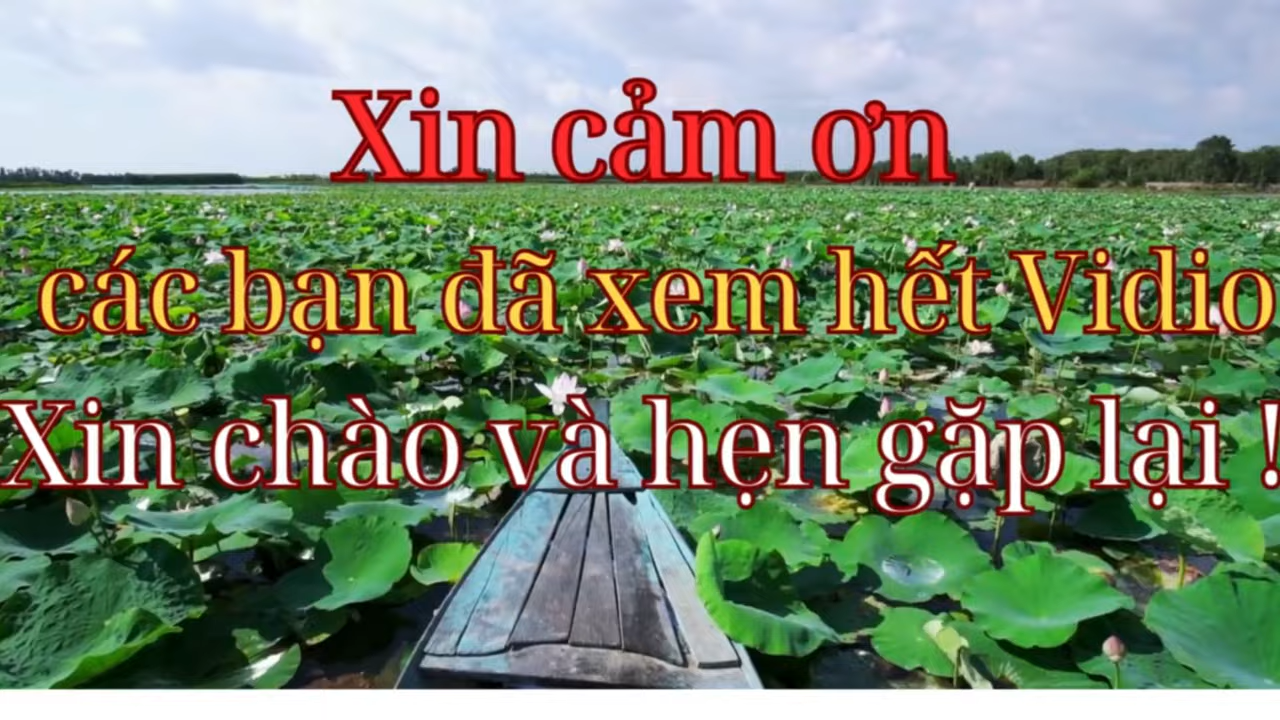 Xin cảm ơn
các bạn đã xem hết Vidio
Xin chào và hẹn gặp lại !